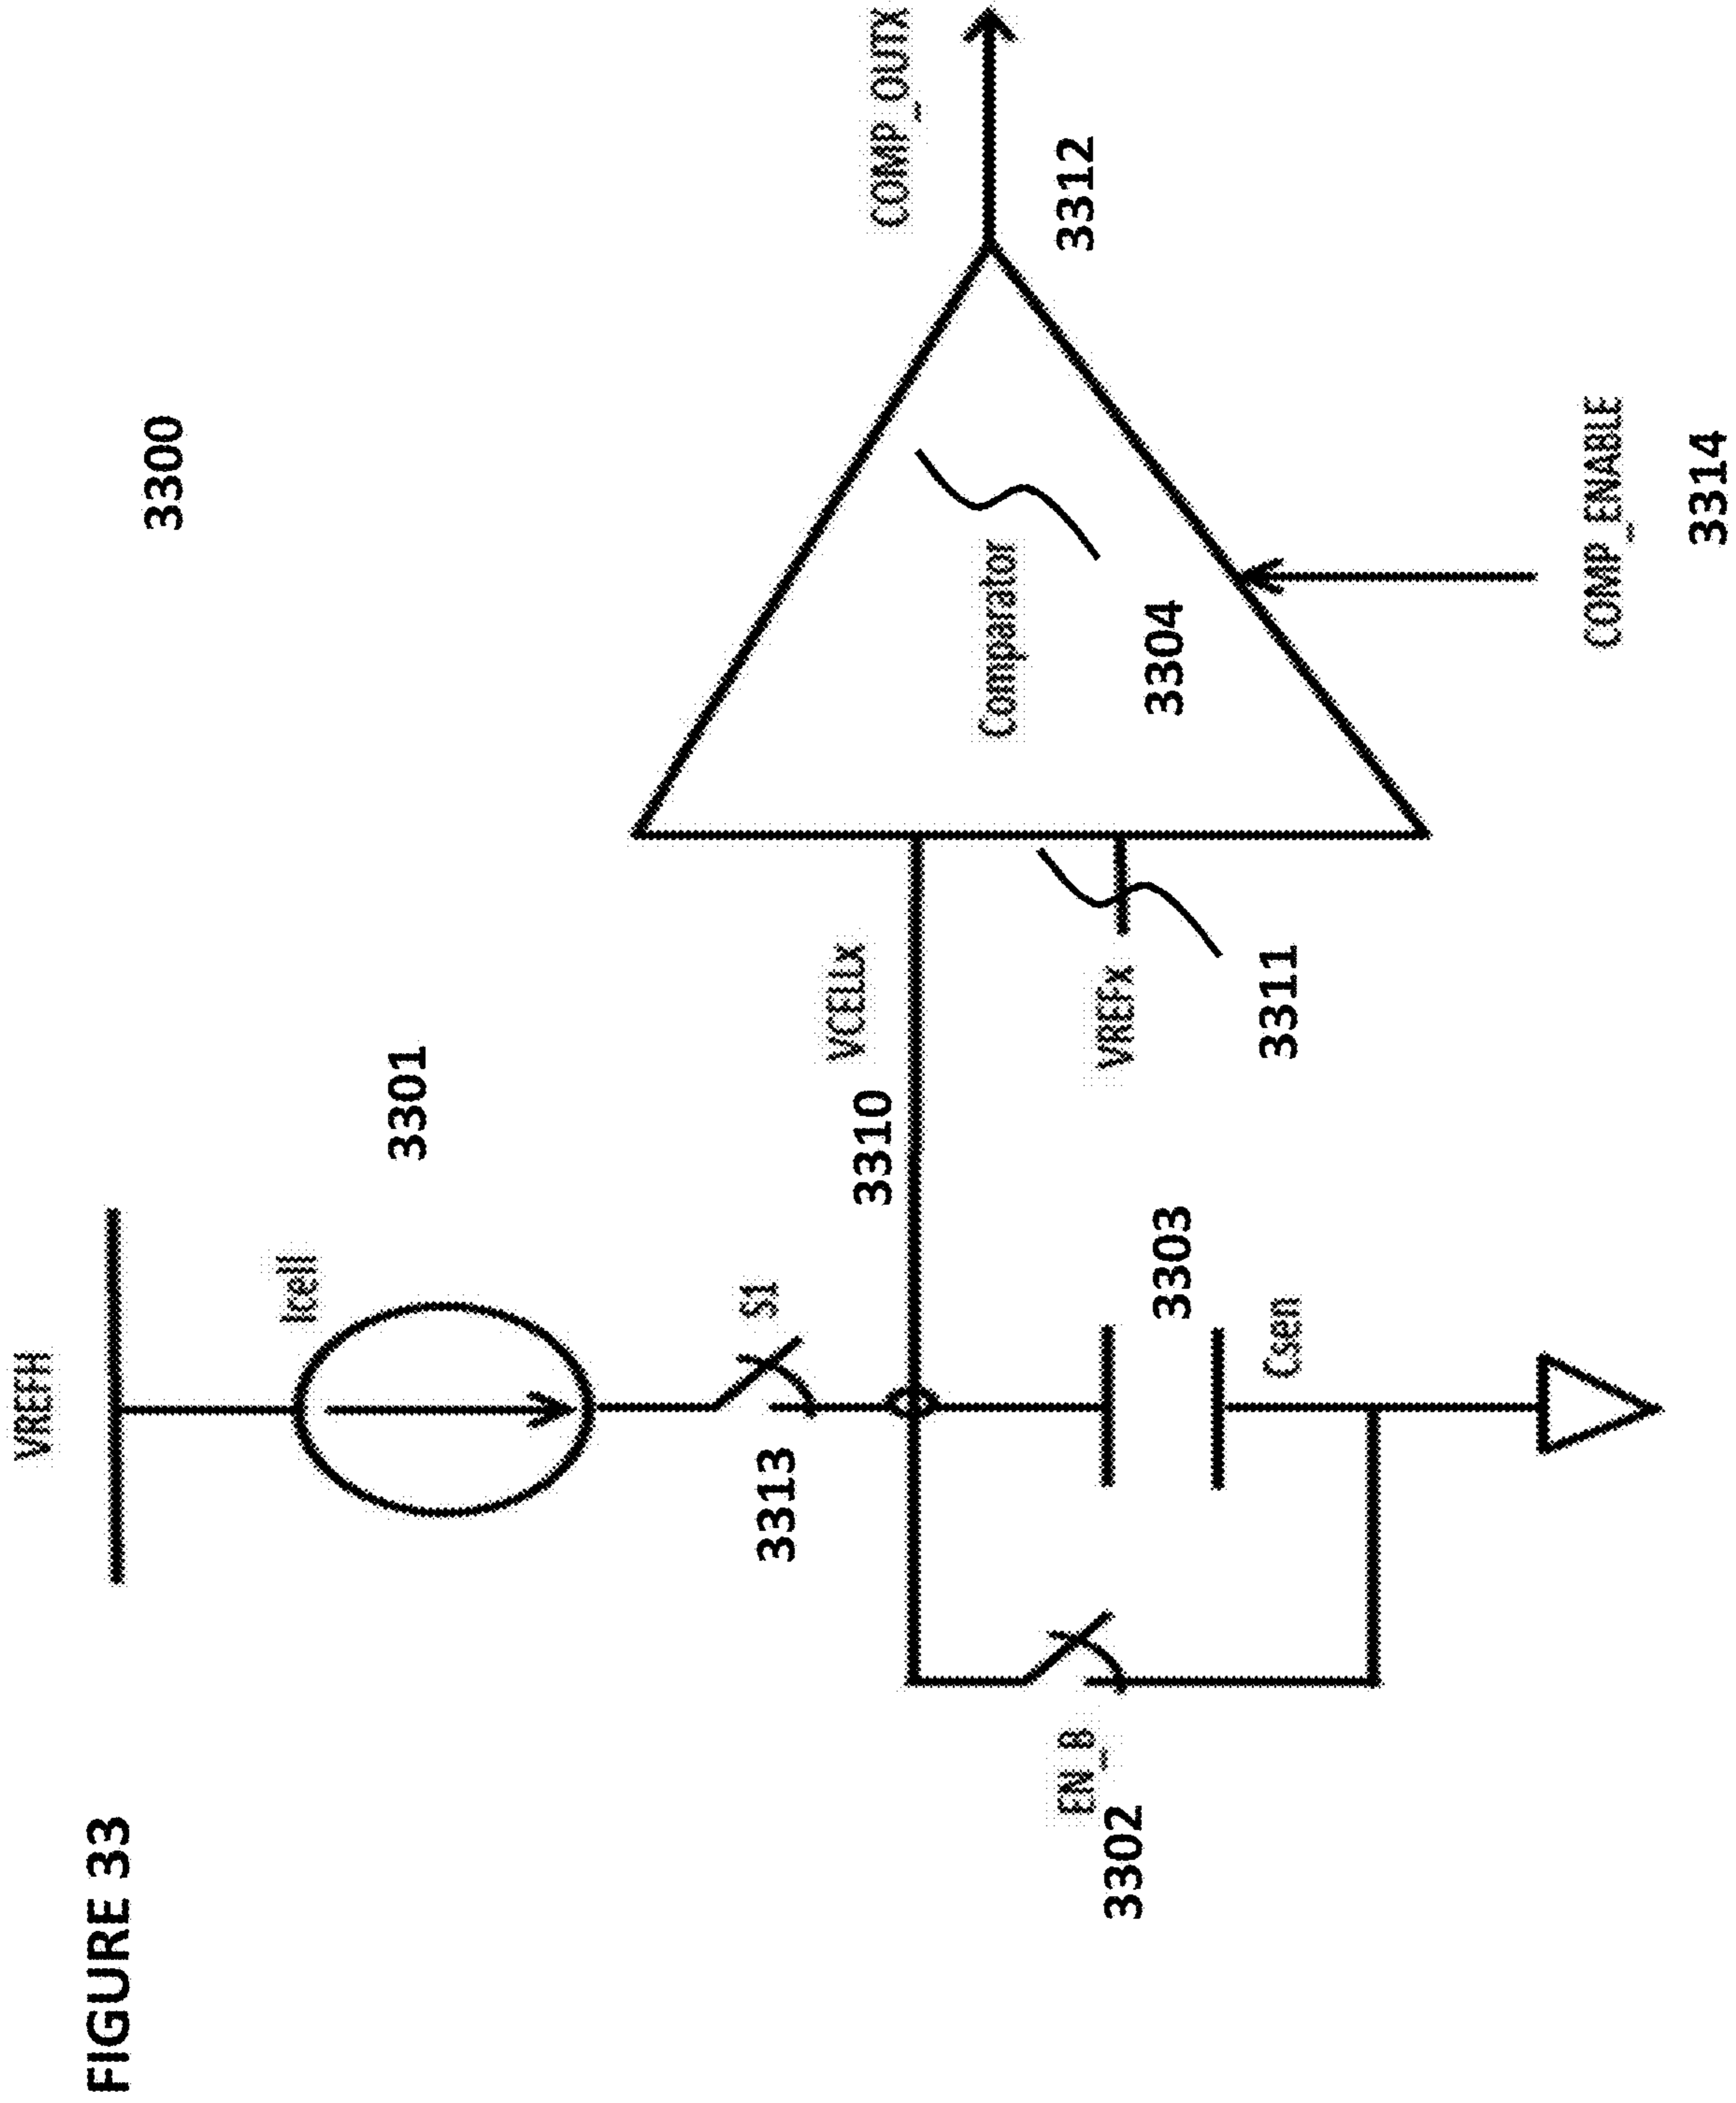 FIGURE 33
3300
VREFH
Icell
3301
S1
3313
3310
VCELLx
COMP_OUTX
3312
Comparator
3304
EN_B
3302
3303
Csen
VREFx
3311
COMP_ENABLE
3314